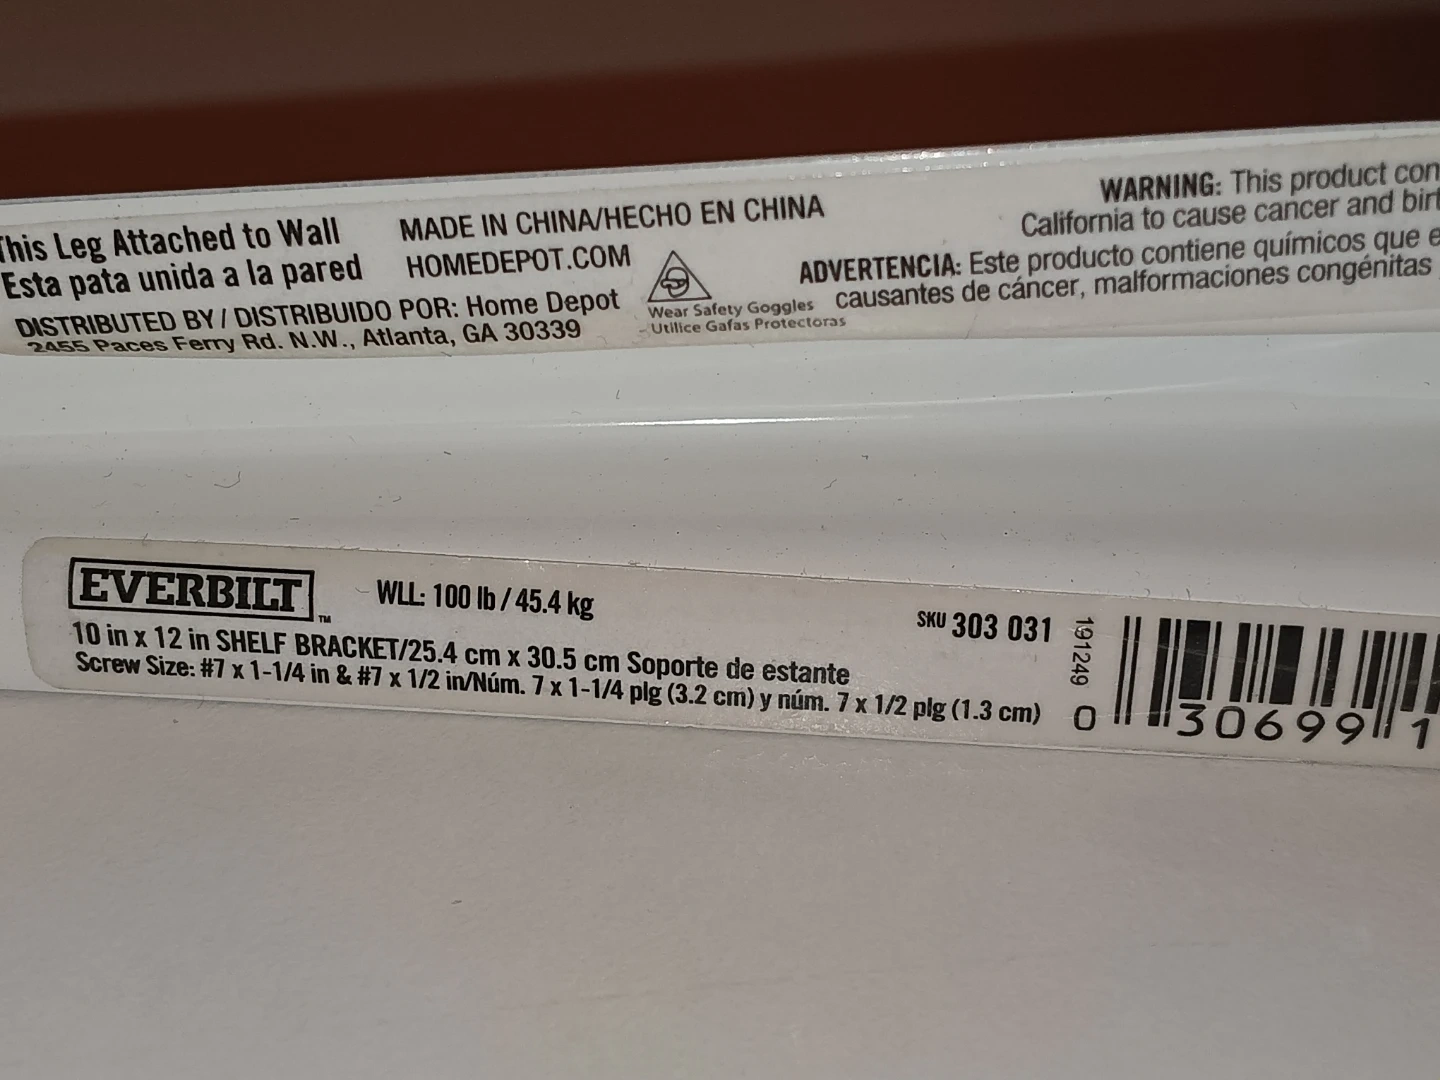 This Leg Attached to Wall
Esta pata unida a la pared
DISTRIBUTED BY / DISTRIBUIDO POR: Home Depot
2455 Paces Ferry Rd. N.W., Atlanta, GA 30339
MADE IN CHINA/HECHO EN CHINA
HOMEDEPOT.COM
Wear Safety Goggles
Utilice Gafas Protectoras
WARNING: This product con
California to cause cancer and birt
ADVERTENCIA: Este producto contiene químicos que e
causantes de cáncer, malformaciones congénitas
EVERBILT™
WLL: 100 lb / 45.4 kg
10 in x 12 in SHELF BRACKET/25.4 cm x 30.5 cm Soporte de estante
Screw Size: #7 x 1-1/4 in & #7 x 1/2 in/Núm. 7 x 1-1/4 plg (3.2 cm) y núm. 7 x 1/2 plg (1.3 cm)
SKU 303 031
191249
0 30699 1